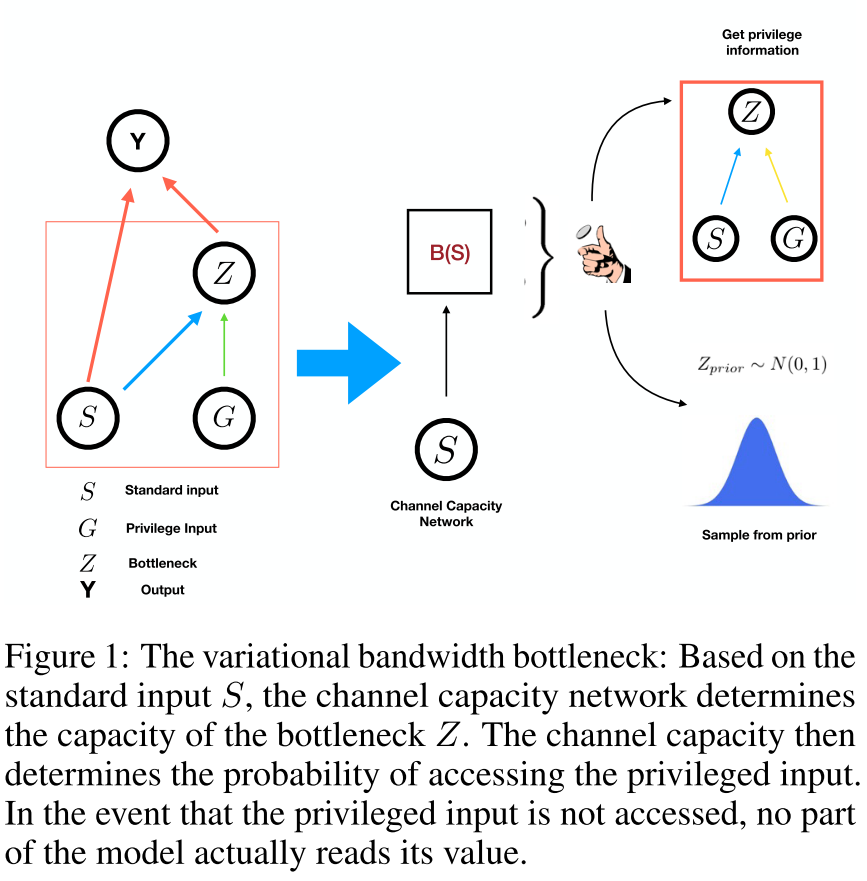 Get privilege
information
Y
Z
S
G
B(S)
S
Z
S
G
Z_{prior} ∼ N(0, 1)
Channel Capacity
Network
Sample from prior
S Standard input
G Privilege Input
Z Bottleneck
Y Output
Figure 1: The variational bandwidth bottleneck: Based on the
standard input S, the channel capacity network determines
the capacity of the bottleneck Z. The channel capacity then
determines the probability of accessing the privileged input.
In the event that the privileged input is not accessed, no part
of the model actually reads its value.